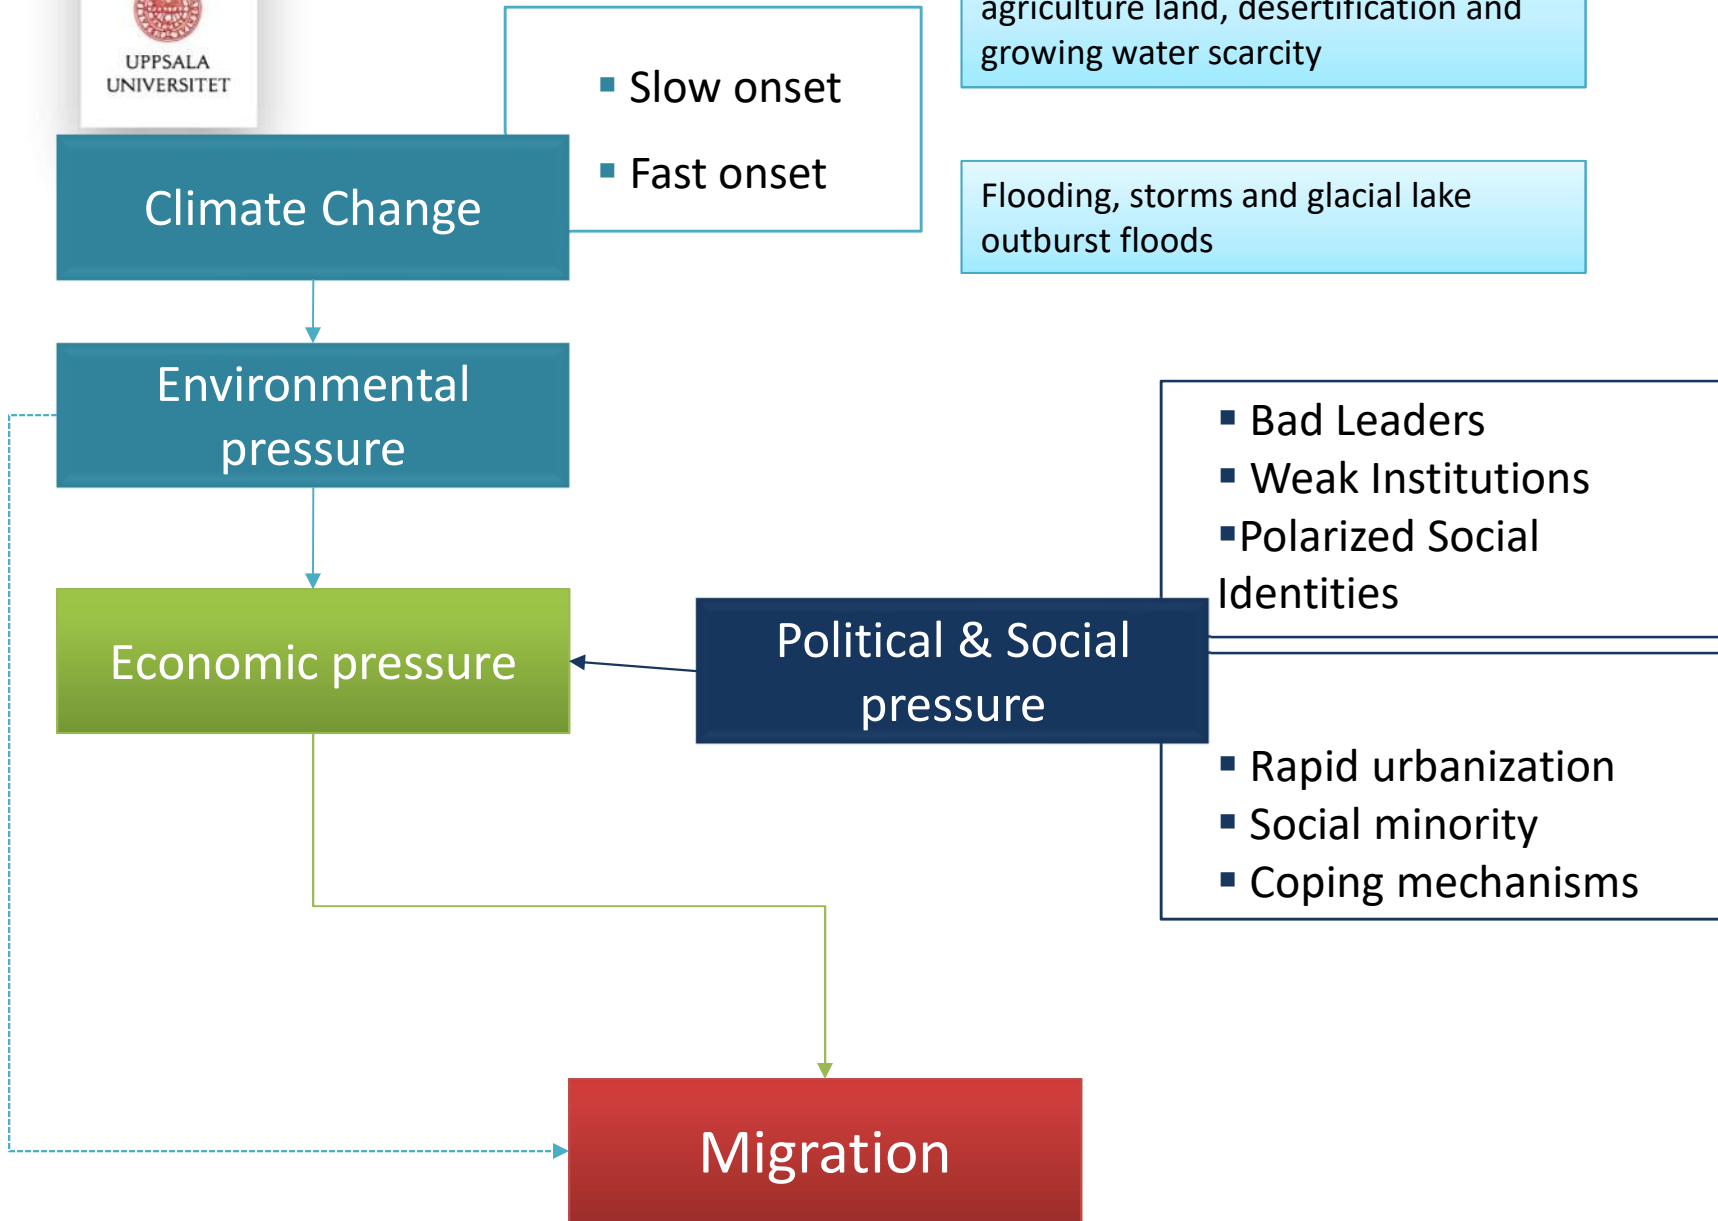 UPPSALA
UNIVERSITET
agriculture land, desertification and
growing water scarcity
▪ Slow onset
▪ Fast onset
Climate Change
Flooding, storms and glacial lake
outburst floods
Environmental
pressure
▪ Bad Leaders
▪ Weak Institutions
▪Polarized Social
Identities
Economic pressure
Political & Social
pressure
▪ Rapid urbanization
▪ Social minority
▪ Coping mechanisms
Migration